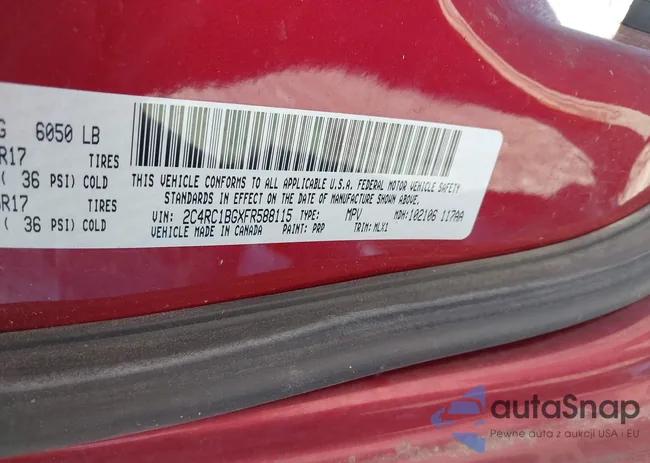 G 6050 LB
R17 TIRES
( 36 PSI) COLD
R17 TIRES
( 36 PSI) COLD
THIS VEHICLE CONFORMS TO ALL APPLICABLE U.S.A. FEDERAL MOTOR VEHICLE SAFETY
STANDARDS IN EFFECT ON THE DATE OF MANUFACTURE SHOWN ABOVE.
VIN: 2C4RC1BGXFR588115 TYPE: MPV MDH: 102106 117AA
VEHICLE MADE IN CANADA PAINT: PRP TRIM: MLX1
autaSnap
Pewne auta z aukcji USA i EU